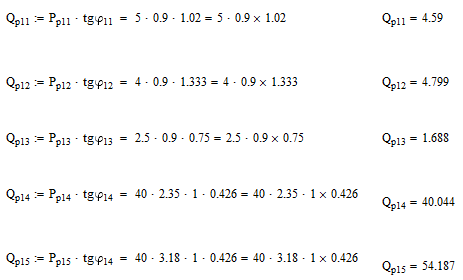 Qp11 := Pp11 · tgφ11 = 5 · 0.9 · 1.02 = 5 · 0.9 × 1.02 Qp11 = 4.59
Qp12 := Pp12 · tgφ12 = 4 · 0.9 · 1.333 = 4 · 0.9 × 1.333 Qp12 = 4.799
Qp13 := Pp13 · tgφ13 = 2.5 · 0.9 · 0.75 = 2.5 · 0.9 × 0.75 Qp13 = 1.688
Qp14 := Pp14 · tgφ14 = 40 · 2.35 · 1 · 0.426 = 40 · 2.35 · 1 × 0.426 Qp14 = 40.044
Qp15 := Pp15 · tgφ14 = 40 · 3.18 · 1 · 0.426 = 40 · 3.18 · 1 × 0.426 Qp15 = 54.187